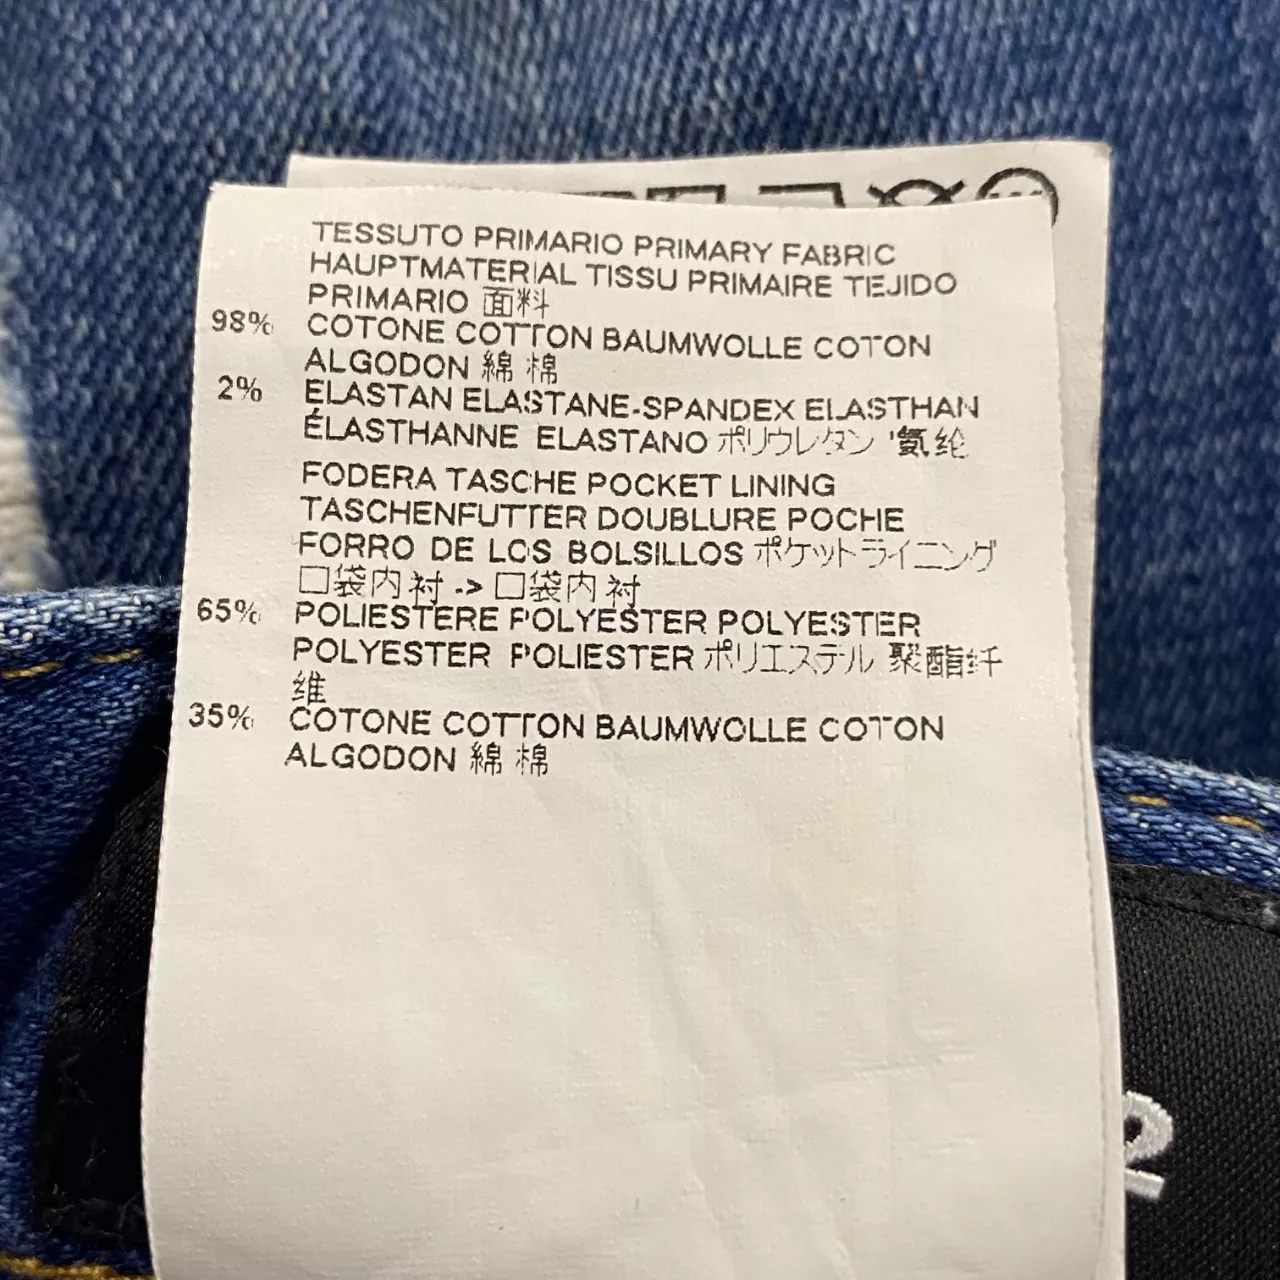 TESSUTO PRIMARIO PRIMARY FABRIC
HAUPTMATERIAL TISSU PRIMAIRE TEJIDO
PRIMARIO 面料
98% COTONE COTTON BAUMWOLLE COTON
ALGODON 綿 棉
2% ELASTAN ELASTANE-SPANDEX ELASTHAN
ÉLASTHANNE ELASTANO ポリウレタン '氨纶
FODERA TASCHE POCKET LINING
TASCHENFUTTER DOUBLURE POCHE
FORRO DE LOS BOLSILLOS ポケットライニング
口袋内衬 -> 口袋内衬
65% POLIESTERE POLYESTER POLYESTER
POLYESTER POLIESTER ポリエステル 聚酯纤
维
35% COTONE COTTON BAUMWOLLE COTON
ALGODON 綿 棉
2